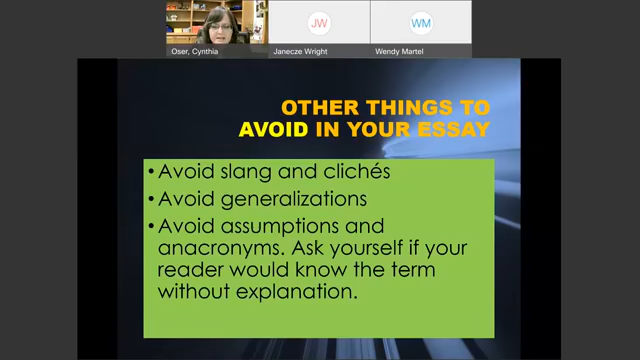 JW
WM
Oser, Cynthia
Janecze Wright
Wendy Martel
OTHER THINGS TO
AVOID IN YOUR ESSAY
•Avoid slang and clichés
•Avoid generalizations
•Avoid assumptions and
anacronyms. Ask yourself if your
reader would know the term
without explanation.